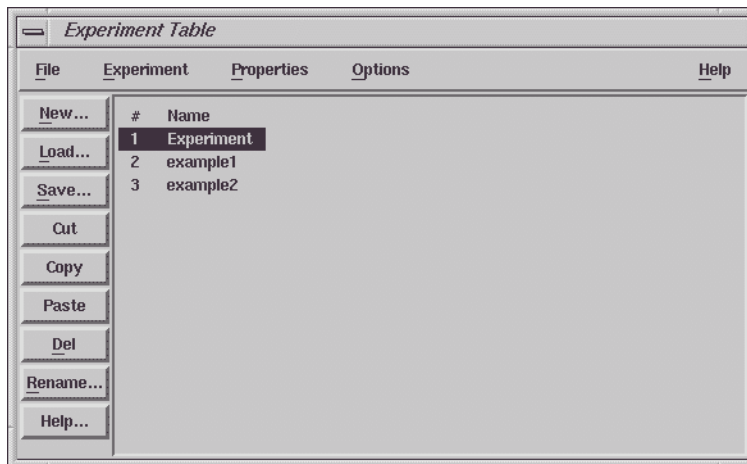 Experiment Table
File Experiment Properties Options Help
New...
Load...
Save...
Cut
Copy
Paste
Del
Rename...
Help...
# Name
1 Experiment
2 example1
3 example2